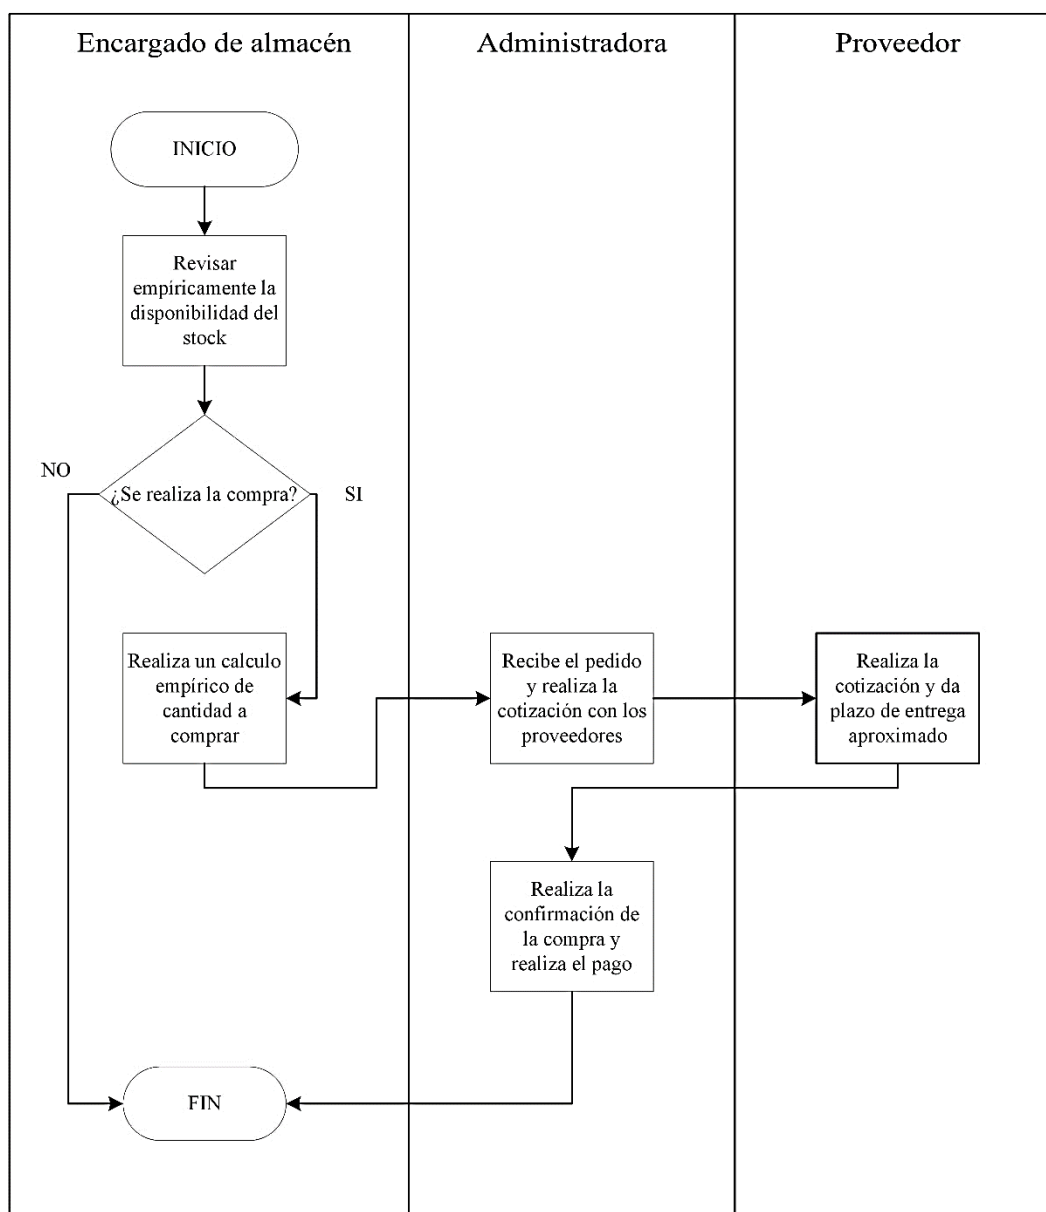 Encargado de almacén
Administradora
Proveedor
INICIO
Revisar
empíricamente la
disponibilidad del
stock
NO
¿Se realiza la compra?
SI
Realiza un calculo
empírico de
cantidad a
comprar
Recibe el pedido
y realiza la
cotización con los
proveedores
Realiza la
cotización y da
plazo de entrega
aproximado
Realiza la
confirmación de
la compra y
realiza el pago
FIN